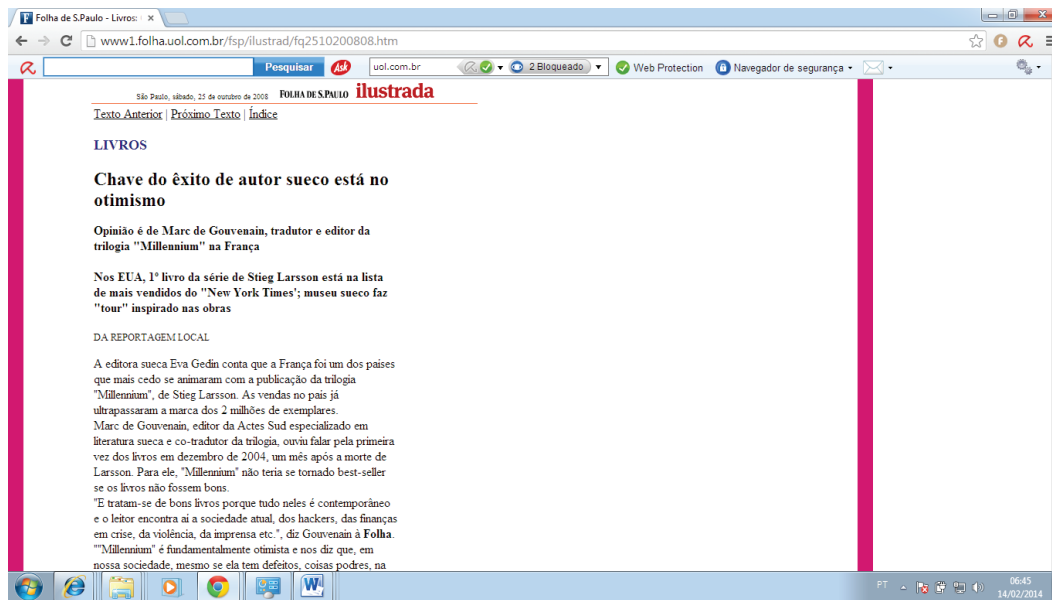 Folha de S.Paulo - Livros:
www1.folha.uol.com.br/fsp/ilustrad/fq2510200808.htm
Pesquisar Ask uol.com.br 2 Bloqueado Web Protection Navegador de segurança
São Paulo, sábado, 25 de outubro de 2008 FOLHA DE S.PAULO ilustrada
Texto Anterior | Próximo Texto | Índice
LIVROS
Chave do êxito de autor sueco está no
otimismo
Opinião é de Marc de Gouvenain, tradutor e editor da
trilogia "Millennium" na França
Nos EUA, 1º livro da série de Stieg Larsson está na lista
de mais vendidos do "New York Times'; museu sueco faz
"tour" inspirado nas obras
DA REPORTAGEM LOCAL
A editora sueca Eva Gedin conta que a França foi um dos países
que mais cedo se animaram com a publicação da trilogia
"Millennium", de Stieg Larsson. As vendas no país já
ultrapassaram a marca dos 2 milhões de exemplares.
Marc de Gouvenain, editor da Actes Sud especializado em
literatura sueca e co-tradutor da trilogia, ouviu falar pela primeira
vez dos livros em dezembro de 2004, um mês após a morte de
Larsson. Para ele, "Millennium" não teria se tornado best-seller
se os livros não fossem bons.
"E tratam-se de bons livros porque tudo neles é contemporâneo
e o leitor encontra aí a sociedade atual, dos hackers, das finanças
em crise, da violência, da imprensa etc.", diz Gouvenain à Folha.
""Millennium" é fundamentalmente otimista e nos diz que, em
nossa sociedade, mesmo se ela tem defeitos, coisas podres, na
PT 06:45
14/02/2014